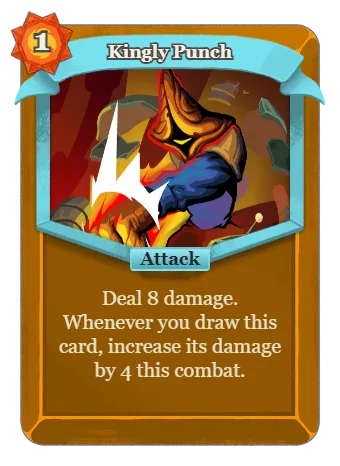 1
Kingly Punch
Attack
Deal 8 damage.
Whenever you draw this
card, increase its damage
by 4 this combat.